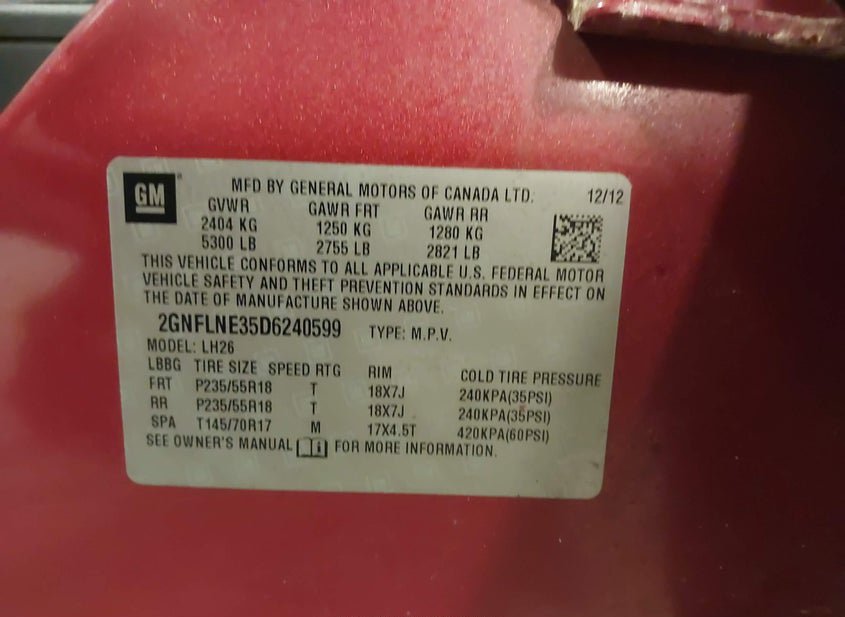 GM MFD BY GENERAL MOTORS OF CANADA LTD. 12/12
GVWR GAWR FRT GAWR RR
2404 KG 1250 KG 1280 KG
5300 LB 2755 LB 2821 LB
THIS VEHICLE CONFORMS TO ALL APPLICABLE U.S. FEDERAL MOTOR
VEHICLE SAFETY AND THEFT PREVENTION STANDARDS IN EFFECT ON
THE DATE OF MANUFACTURE SHOWN ABOVE.
2GNFLNE35D6240599 TYPE: M.P.V.
MODEL: LH26
LBBG TIRE SIZE SPEED RTG RIM COLD TIRE PRESSURE
FRT P235/55R18 T 18X7J 240KPA(35PSI)
RR P235/55R18 T 18X7J 240KPA(35PSI)
SPA T145/70R17 M 17X4.5T 420KPA(60PSI)
SEE OWNER'S MANUAL FOR MORE INFORMATION.